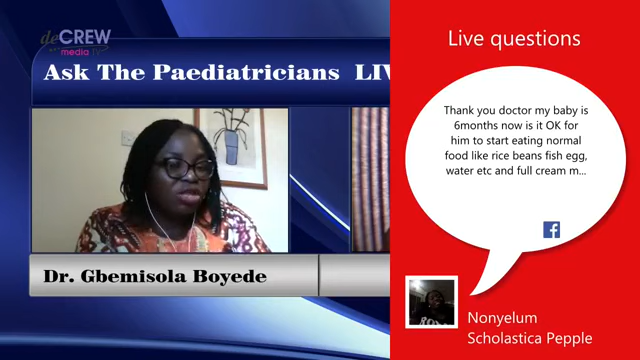 deCREW
media TV
Ask The Paediatricians LIV
Dr. Gbemisola Boyede
Live questions
Thank you doctor my baby is
6months now is it OK for
him to start eating normal
food like rice beans fish egg,
water etc and full cream m...
Nonyelum
Scholastica Pepple